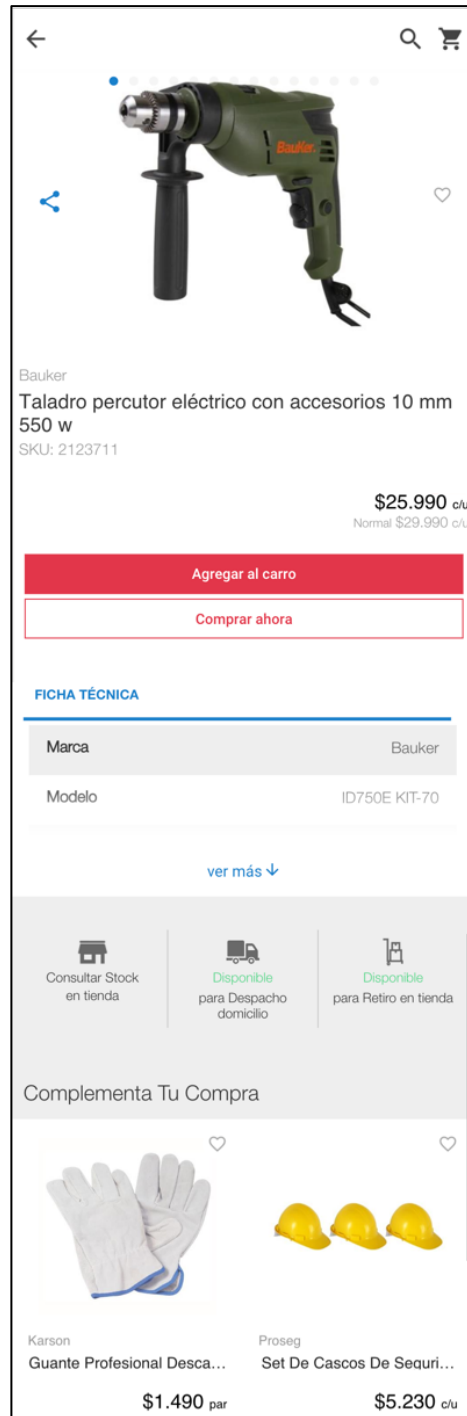 BauKer.
Bauker
Taladro percutor eléctrico con accesorios 10 mm
550 w
SKU: 2123711
$25.990 c/u
Normal $29.990 c/u
Agregar al carro
Comprar ahora
FICHA TÉCNICA
Marca Bauker
Modelo ID750E KIT-70
ver más
Consultar Stock
en tienda
Disponible
para Despacho
domicilio
Disponible
para Retiro en tienda
Complementa Tu Compra
Karson
Guante Profesional Desca...
$1.490 par
Proseg
Set De Cascos De Seguri...
$5.230 c/u